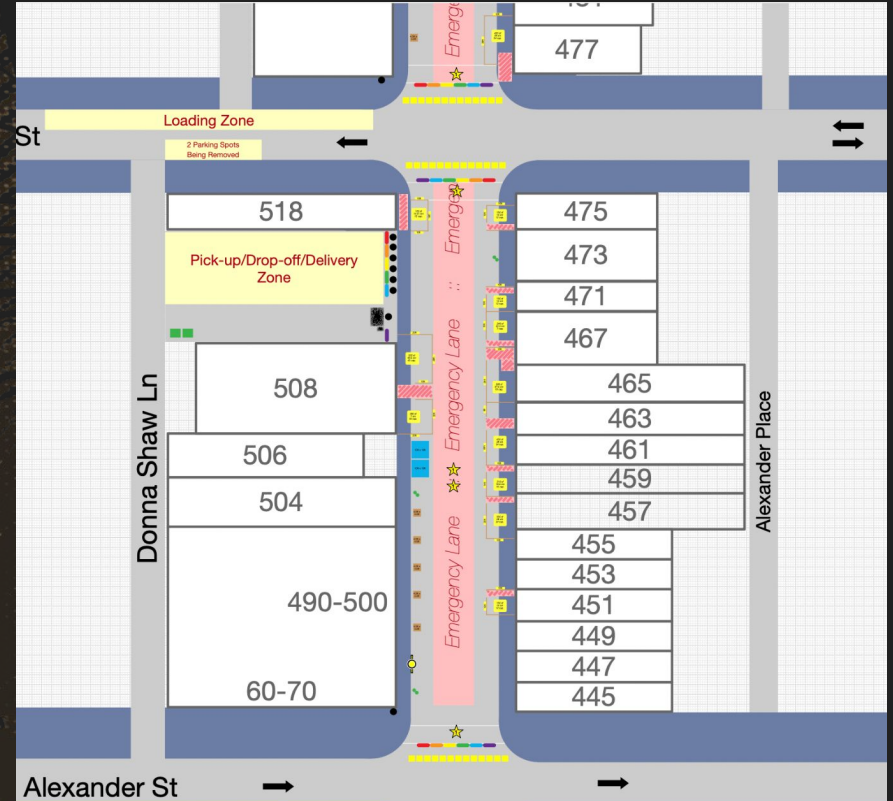 477
Emerge
Loading Zone
St
2 Parking Spots
Being Removed
518
475
Emerge
Pick-up/Drop-off/Delivery
Zone
473
::
471
467
Emergency Lane
508
465
463
506
461
459
504
457
Donna Shaw Ln
Alexander Place
455
Emergency Lane
453
490-500
451
449
447
60-70
445
Alexander St